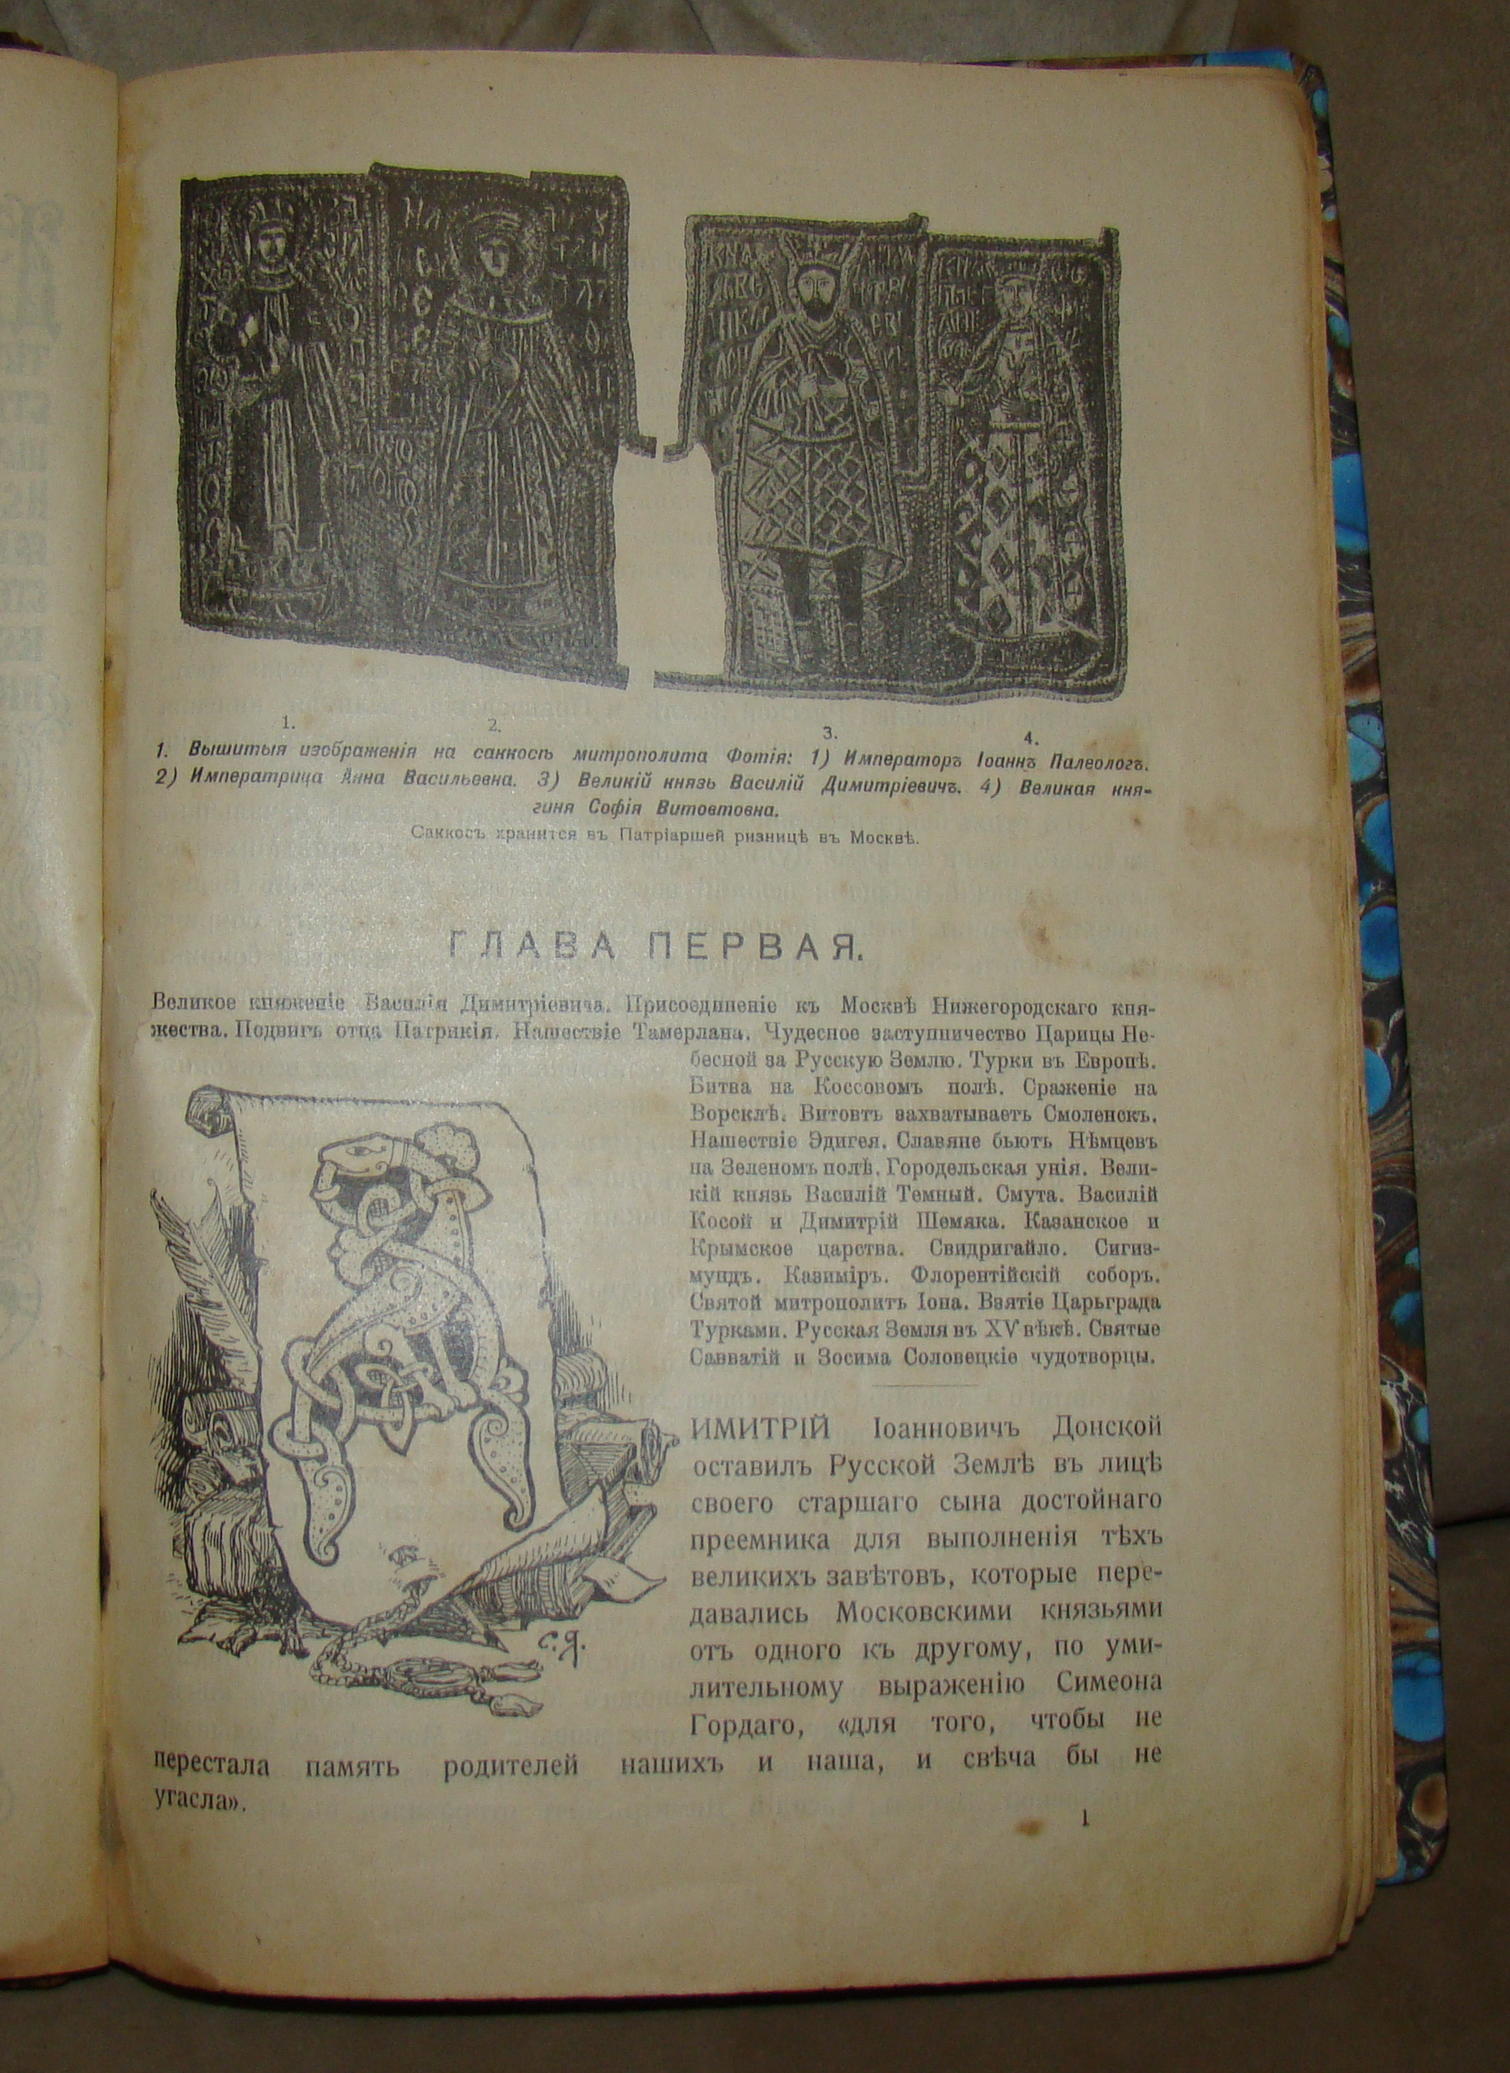 1.
2.
3.
4.
1. Вышитыя изображенія на саккосѣ митрополита Фотія: 1) Императоръ Іоаннъ Палеологъ.
2) Императрица Анна Васильевна. 3) Великій князь Василій Димитріевичъ. 4) Великая кня-
гиня Софія Витовтовна.
Саккосъ хранится въ Патріаршей ризницѣ въ Москвѣ.
ГЛАВА ПЕРВАЯ.
Великое княженіе Василія Димитріевича. Присоединеніе къ Москвѣ Нижегородскаго кня-
жества. Подвигъ отца Патрикія. Нашествіе Тамерлана. Чудесное заступничество Царицы Не-
бесной за Русскую Землю. Турки въ Европѣ.
Битва на Коссовомъ полѣ. Сраженіе на
Ворсклѣ. Витовтъ захватываетъ Смоленскъ.
Нашествіе Эдигея. Славяне бьютъ Нѣмцевъ
на Зеленомъ полѣ. Городельская унія. Вели-
кій князь Василій Темный. Смута. Василій
Косой и Димитрій Шемяка. Казанское и
Крымское царства. Свидригайло. Сигиз-
мундъ. Казиміръ. Флорентійскій соборъ.
Святой митрополитъ Іона. Взятіе Царьграда
Турками. Русская Земля въ XV вѣкѣ. Святые
Савватій и Зосима Соловецкіе чудотворцы.
ИМИТРІЙ Іоанновичъ Донской
оставилъ Русской Землѣ въ лицѣ
своего старшаго сына достойнаго
преемника для выполненія тѣхъ
великихъ завѣтовъ, которые пере-
давались Московскими князьями
отъ одного къ другому, по уми-
лительному выраженію Симеона
Гордаго, «для того, чтобы не
перестала память родителей нашихъ и наша, и свѣча бы не
угасла».
с.я.
1